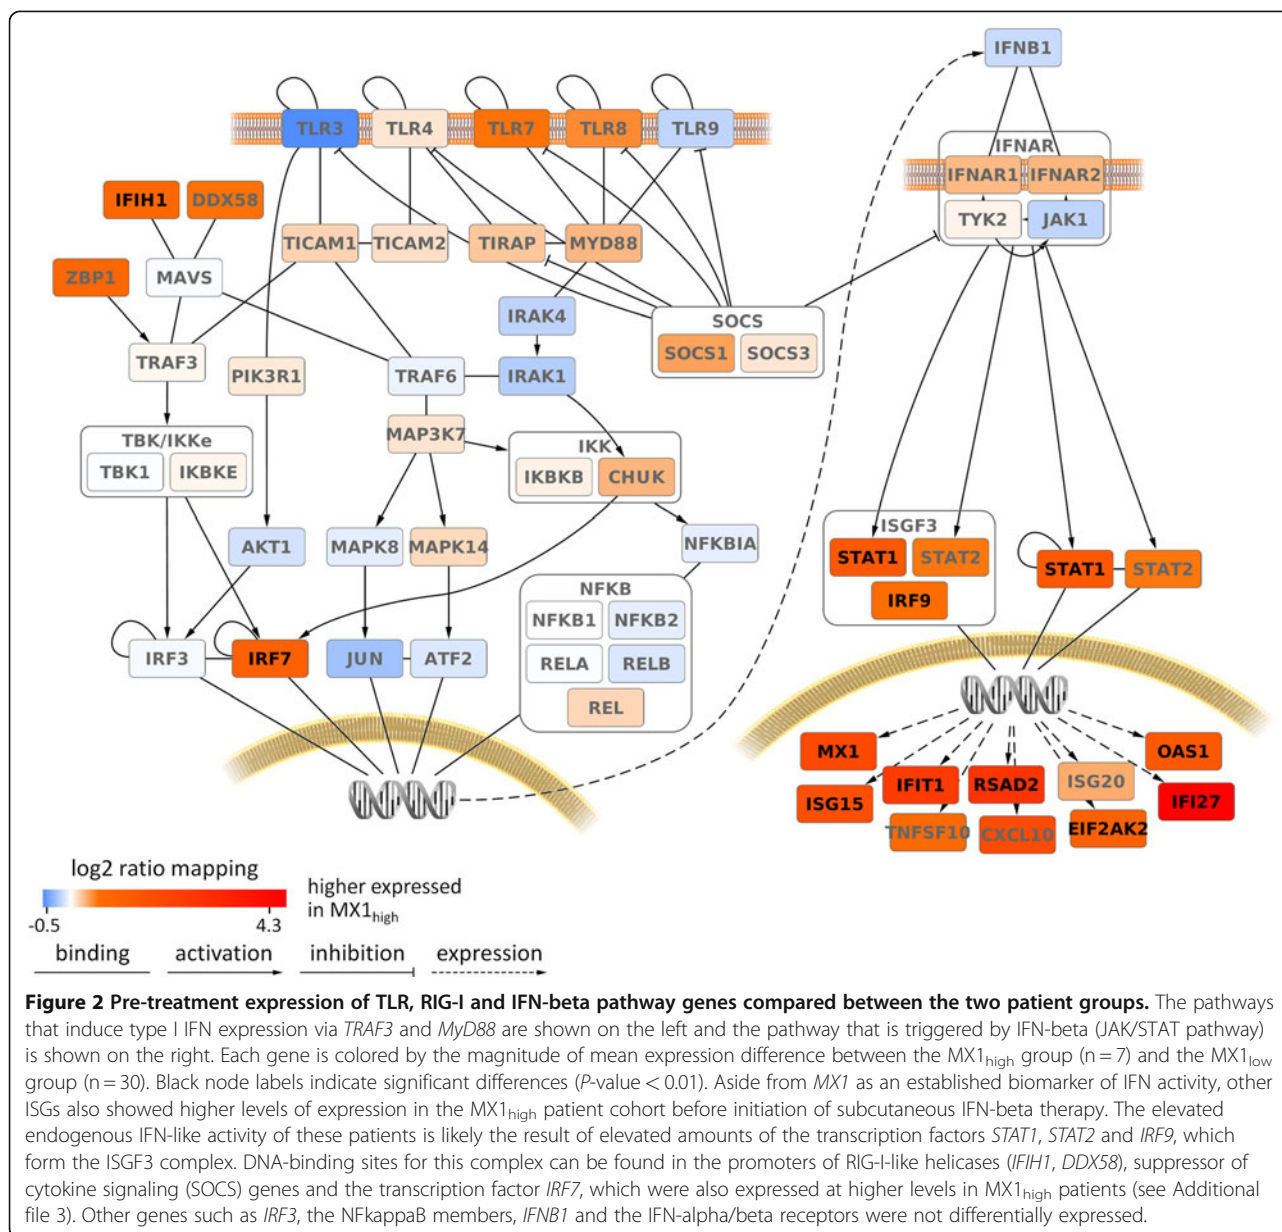 IFNB1
TLR3 TLR4 TLR7 TLR8 TLR9
IFNAR
IFNAR1 IFNAR2
TYK2 JAK1
IFIH1 DDX58
TICAM1 TICAM2 TIRAP MYD88
ZBP1 MAVS
IRAK4
SOCS
SOCS1 SOCS3
TRAF3 PIK3R1 TRAF6 IRAK1
MAP3K7
TBK/IKKe
TBK1 IKBKE
IKK
IKBKB CHUK
AKT1 MAPK8 MAPK14 NFKBIA
ISGF3
STAT1 STAT2
IRF9
STAT1 STAT2
NFKB
NFKB1 NFKB2
RELA RELB
REL
IRF3 IRF7 JUN ATF2
MX1 OAS1
IFIT1 RSAD2 ISG20
ISG15 IFI27
TNFSF10 CXCL10 EIF2AK2
log2 ratio mapping
-0.5 4.3
higher expressed
in MX1high
binding activation inhibition expression
Figure 2 Pre-treatment expression of TLR, RIG-I and IFN-beta pathway genes compared between the two patient groups. The pathways
that induce type I IFN expression via TRAF3 and MyD88 are shown on the left and the pathway that is triggered by IFN-beta (JAK/STAT pathway)
is shown on the right. Each gene is colored by the magnitude of mean expression difference between the MX1high group (n = 7) and the MX1low
group (n = 30). Black node labels indicate significant differences (P-value < 0.01). Aside from MX1 as an established biomarker of IFN activity, other
ISGs also showed higher levels of expression in the MX1high patient cohort before initiation of subcutaneous IFN-beta therapy. The elevated
endogenous IFN-like activity of these patients is likely the result of elevated amounts of the transcription factors STAT1, STAT2 and IRF9, which
form the ISGF3 complex. DNA-binding sites for this complex can be found in the promoters of RIG-I-like helicases (IFIH1, DDX58), suppressor of
cytokine signaling (SOCS) genes and the transcription factor IRF7, which were also expressed at higher levels in MX1high patients (see Additional
file 3). Other genes such as IRF3, the NFkappaB members, IFNB1 and the IFN-alpha/beta receptors were not differentially expressed.